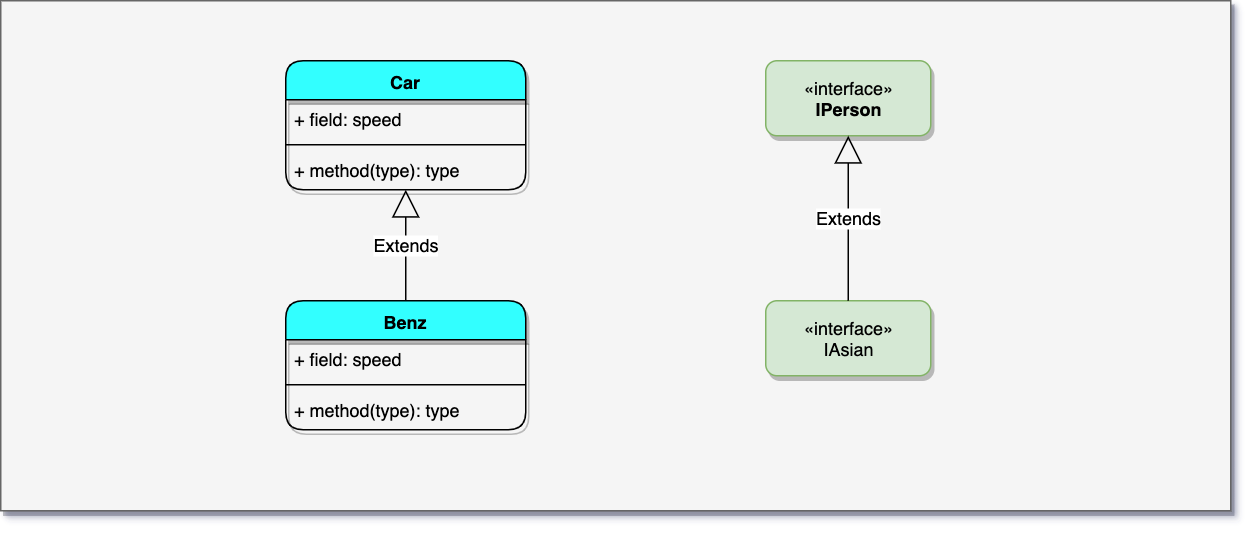 Car
+ field: speed
+ method(type): type
Extends
Benz
+ field: speed
+ method(type): type
«interface»
IPerson
Extends
«interface»
IAsian